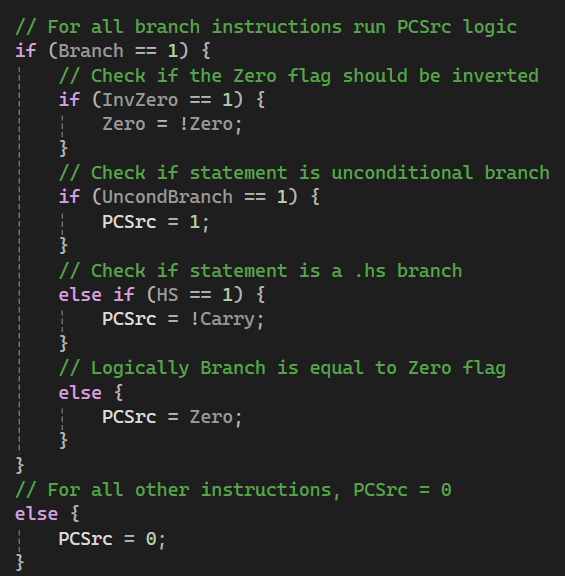 // For all branch instructions run PCSrc logic
if (Branch == 1) {
    // Check if the Zero flag should be inverted
    if (InvZero == 1) {
        Zero = !Zero;
    }
    // Check if statement is unconditional branch
    if (UncondBranch == 1) {
        PCSrc = 1;
    }
    // Check if statement is a .hs branch
    else if (HS == 1) {
        PCSrc = !Carry;
    }
    // Logically Branch is equal to Zero flag
    else {
        PCSrc = Zero;
    }
}
// For all other instructions, PCSrc = 0
else {
    PCSrc = 0;
}